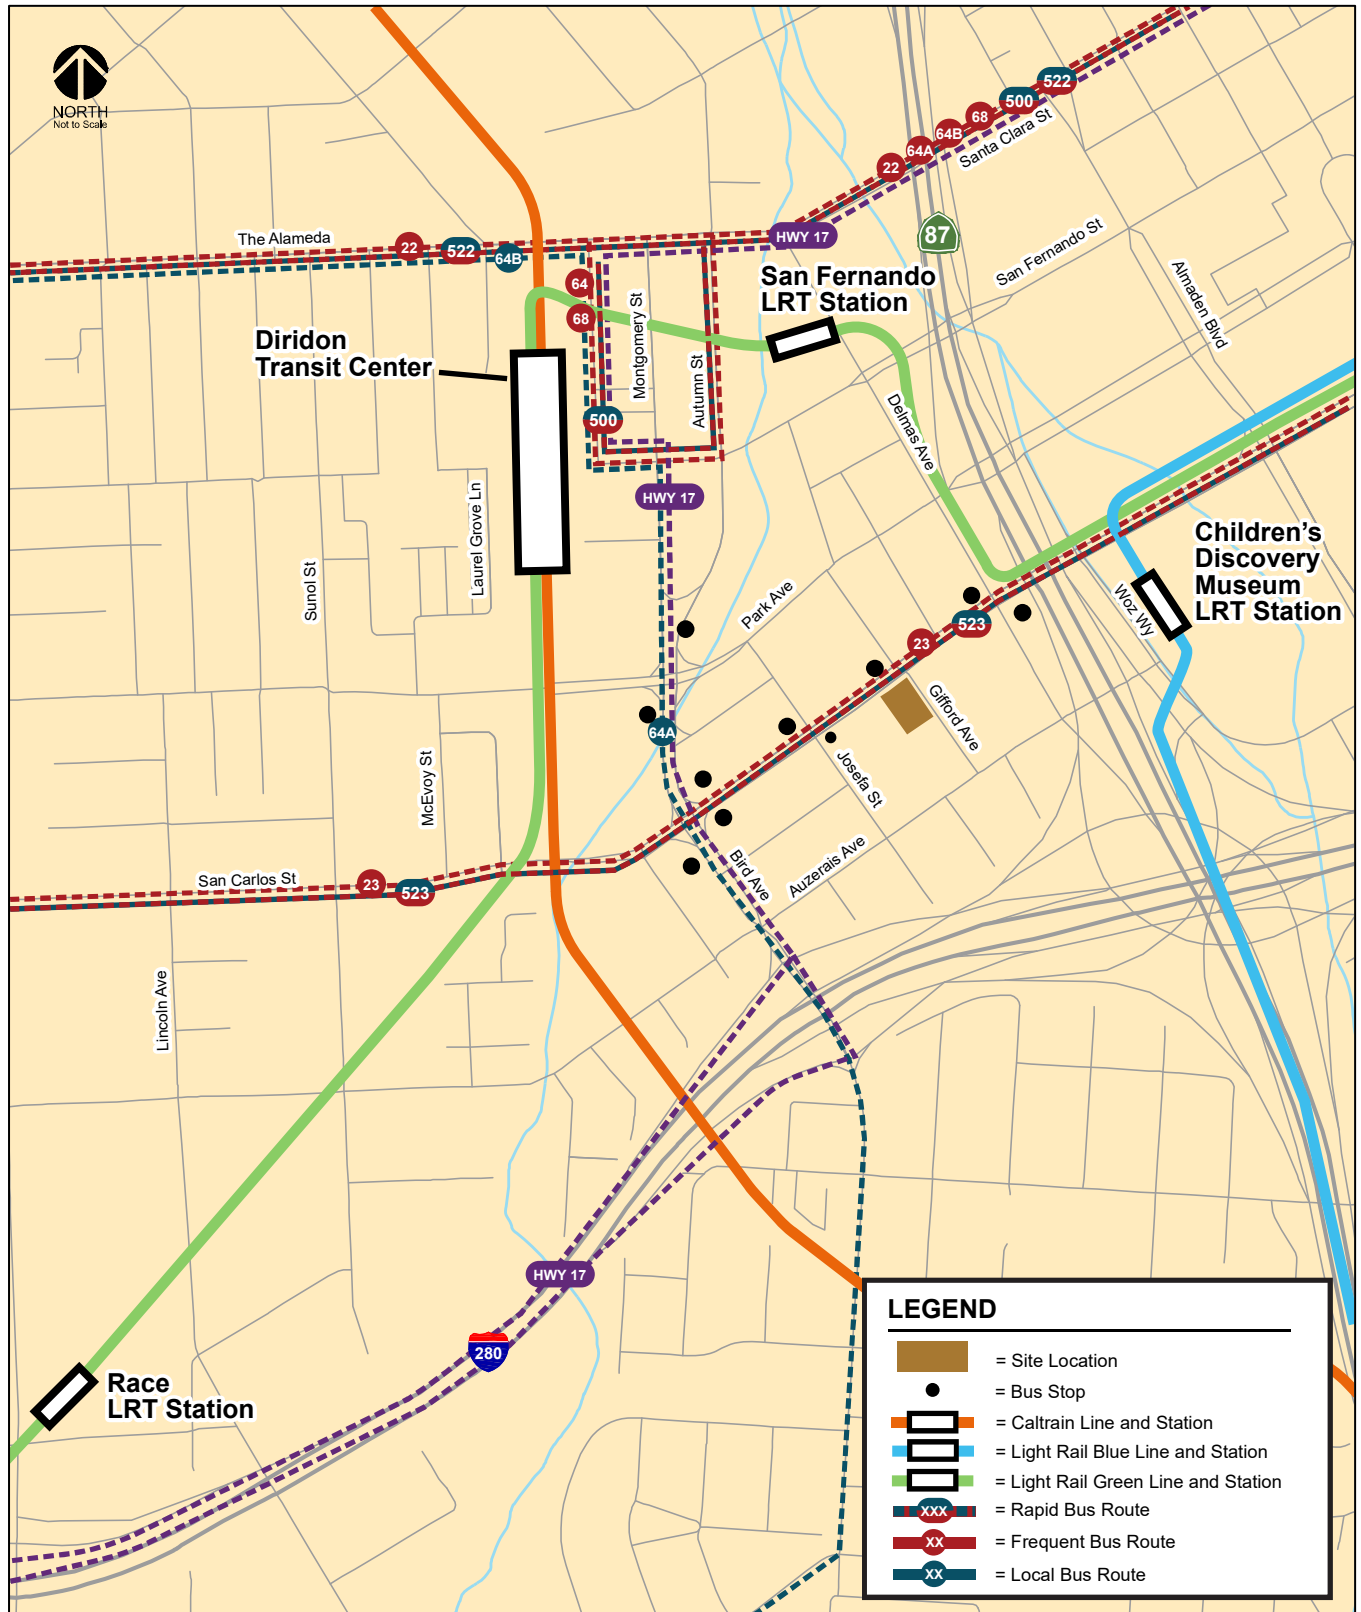 NORTH
Not to Scale
522
500
68
64B
64A
22
Santa Clara St
The Alameda
22
522
64B
HWY 17
87
San Fernando St
Almaden Blvd
San Fernando
LRT Station
64
68
Montgomery St
Autumn St
Diridon
Transit Center
500
Delmas Ave
HWY 17
Laurel Grove Ln
Sunol St
Children's
Discovery
Museum
LRT Station
Woz Wy
Park Ave
523
23
Gifford Ave
64A
Josefa St
McEvoy St
Bird Ave
Auzerais Ave
San Carlos St
23
523
Lincoln Ave
HWY 17
280
Race
LRT Station
LEGEND
= Site Location
= Bus Stop
= Caltrain Line and Station
= Light Rail Blue Line and Station
= Light Rail Green Line and Station
XXX = Rapid Bus Route
XX = Frequent Bus Route
XX = Local Bus Route